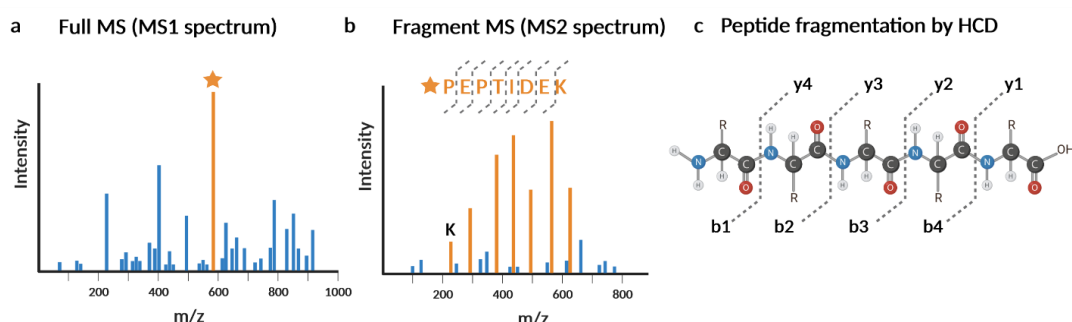 a Full MS (MS1 spectrum)
Intensity
200 400 600 800 1000
m/z
b Fragment MS (MS2 spectrum)
PEPTIDEK
Intensity
K
200 400 600 800
m/z
c Peptide fragmentation by HCD
y4 y3 y2 y1
R O R O
H H H H
H N C C N C C N C C N C C N C C OH
H H O R H H O R H H O
b1 b2 b3 b4